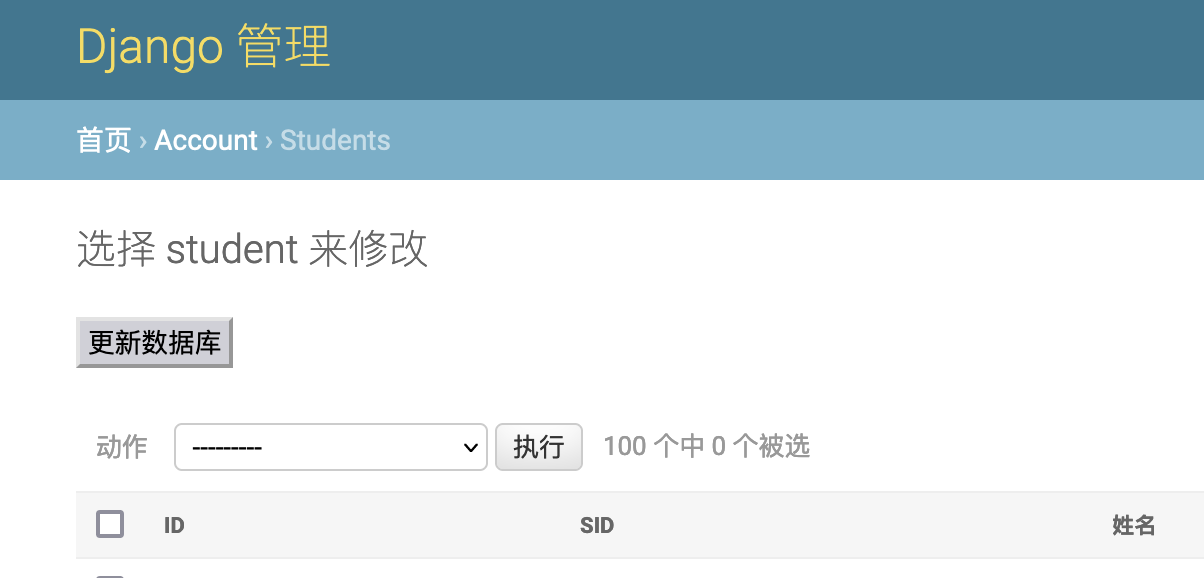 Django 管理
首页 › Account › Students
选择 student 来修改
更新数据库
动作 --------- 执行 100 个中 0 个被选
ID SID 姓名